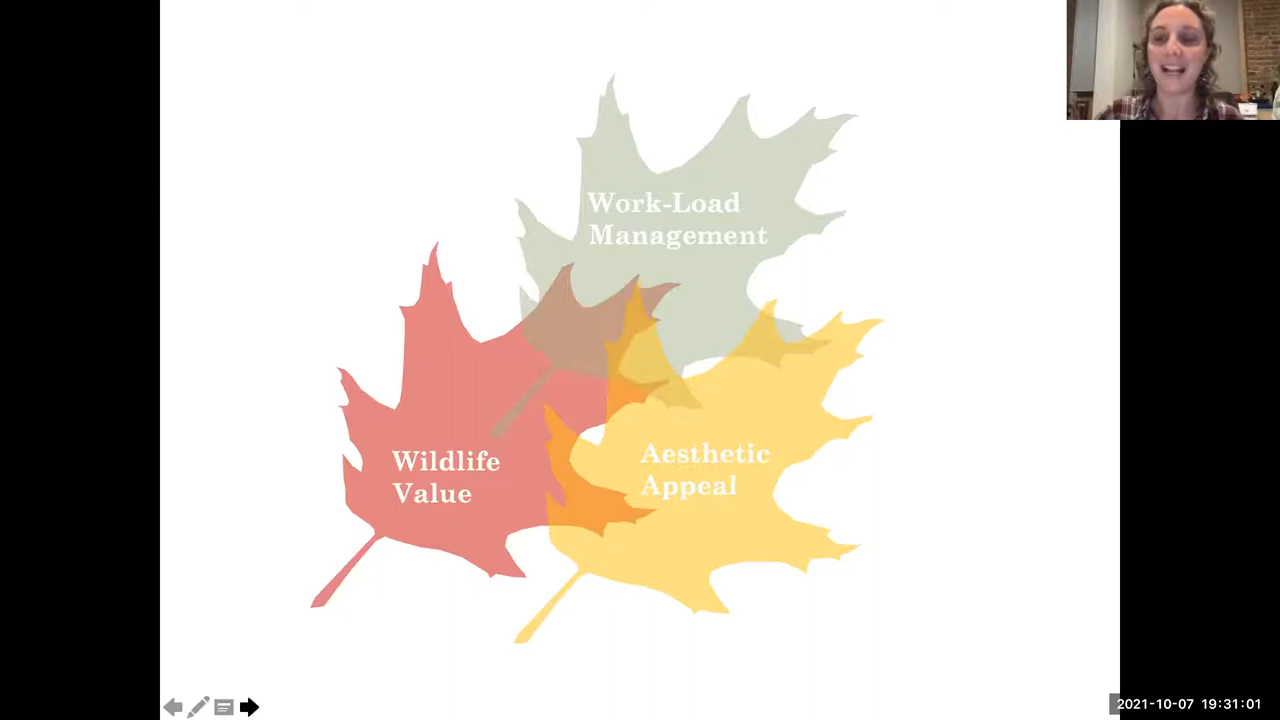 Work-Load
Management
Wildlife
Value
Aesthetic
Appeal
2021-10-07 19:31:01